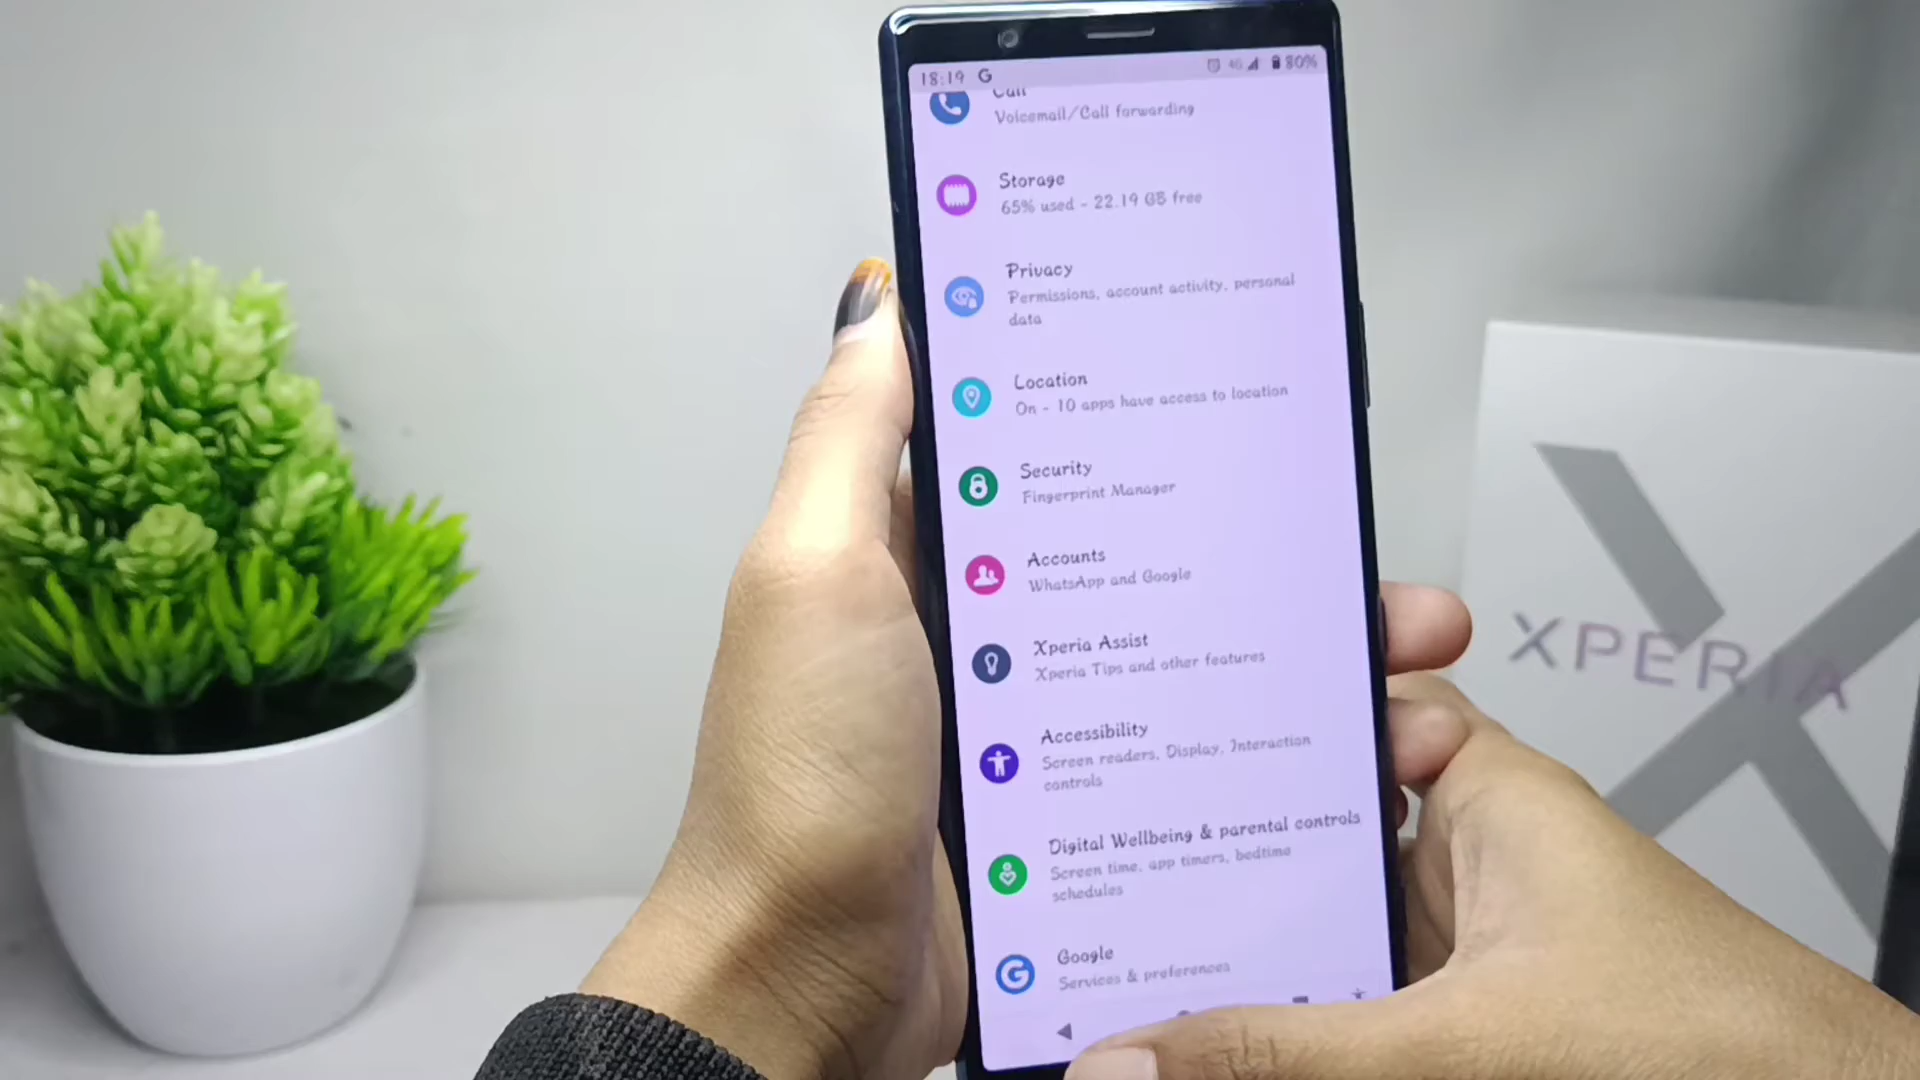 18:19 G 4G 80%
Call
Voicemail/Call forwarding
Storage
65% used - 22.19 GB free
Privacy
Permissions, account activity, personal
data
Location
On - 10 apps have access to location
Security
Fingerprint Manager
Accounts
WhatsApp and Google
Xperia Assist
Xperia Tips and other features
Accessibility
Screen readers, Display, Interaction
controls
Digital Wellbeing & parental controls
Screen time, app timers, bedtime
schedules
Google
Services & preferences
XPERIA